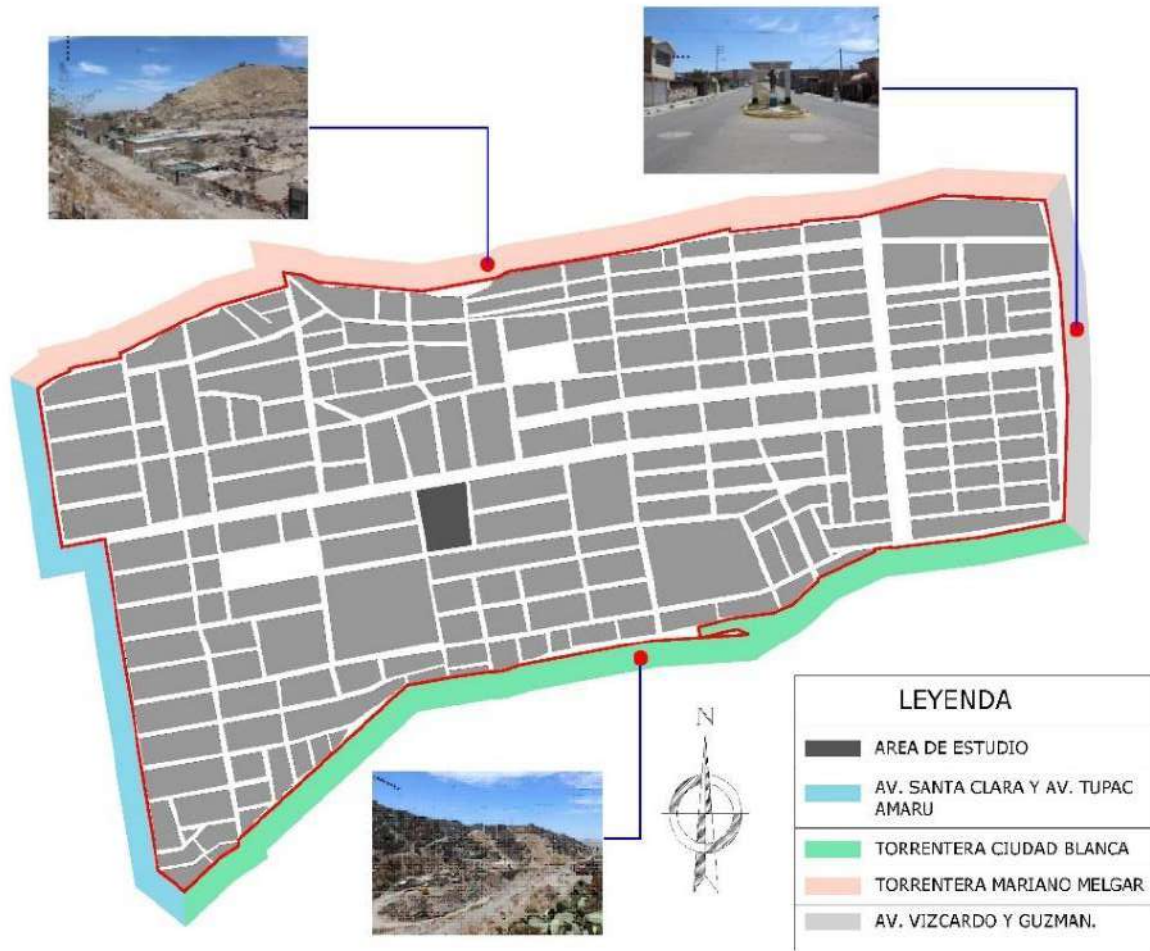 N
LEYENDA
AREA DE ESTUDIO
AV. SANTA CLARA Y AV. TUPAC
AMARU
TORRENTERA CIUDAD BLANCA
TORRENTERA MARIANO MELGAR
AV. VIZCARDO Y GUZMAN.